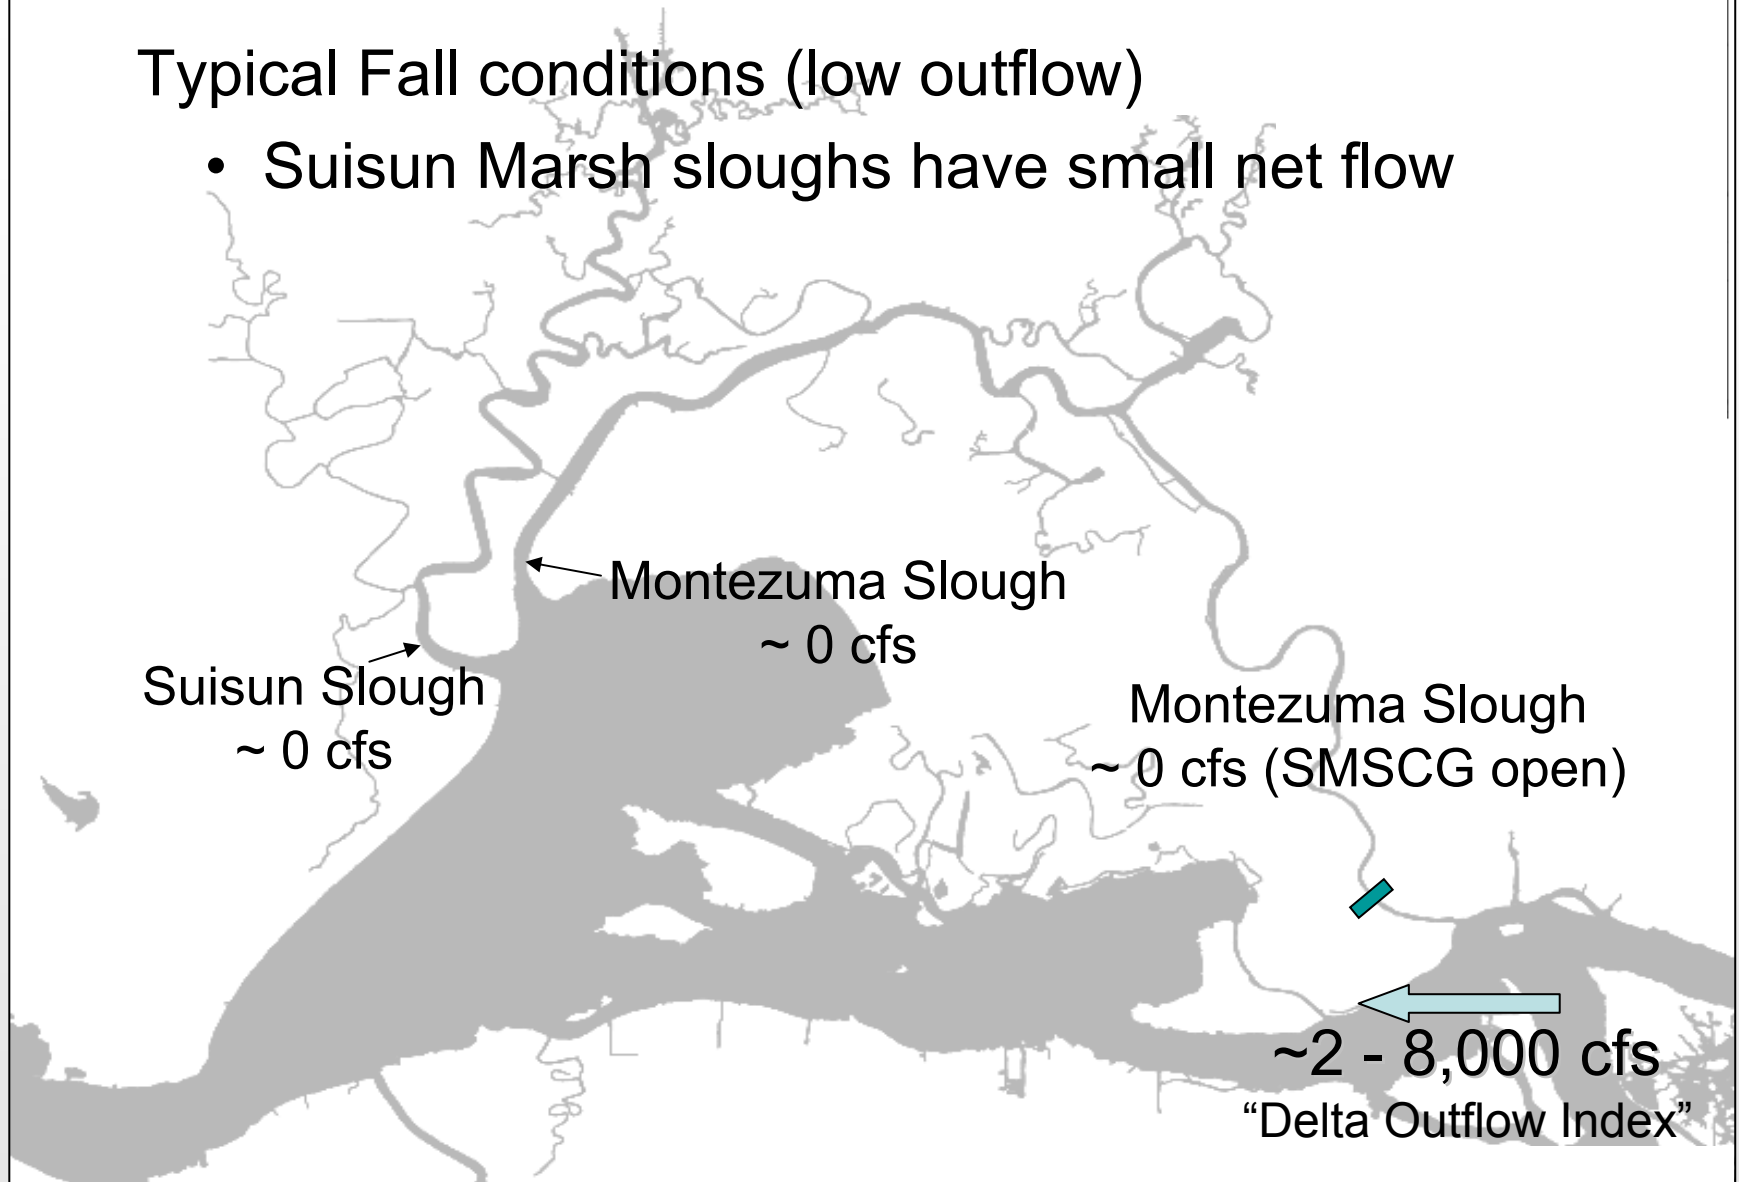 Typical Fall conditions (low outflow)
• Suisun Marsh sloughs have small net flow
Montezuma Slough
~ 0 cfs
Suisun Slough
~ 0 cfs
Montezuma Slough
~ 0 cfs (SMSCG open)
~2 - 8,000 cfs
“Delta Outflow Index”